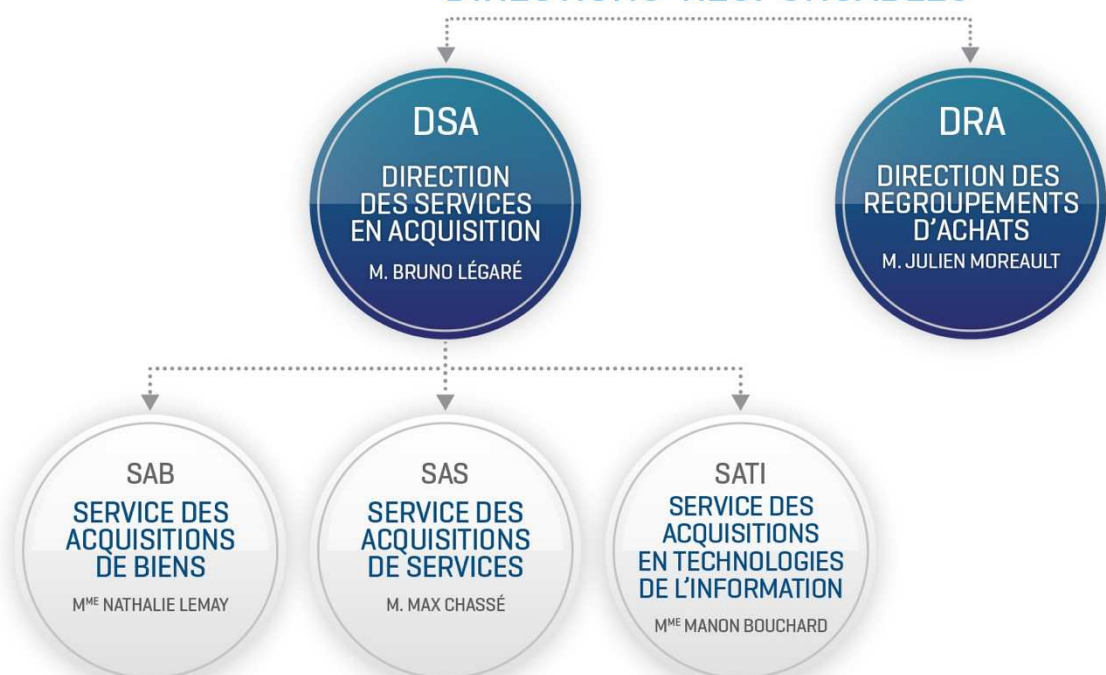 DIRECTIONS RESPONSABLES
DSA
DIRECTION
DES SERVICES
EN ACQUISITION
M. BRUNO LÉGARÉ
DRA
DIRECTION DES
REGROUPEMENTS
D'ACHATS
M. JULIEN MOREAULT
SAB
SERVICE DES
ACQUISITIONS
DE BIENS
MME NATHALIE LEMAY
SAS
SERVICE DES
ACQUISITIONS
DE SERVICES
M. MAX CHASSÉ
SATI
SERVICE DES
ACQUISITIONS
EN TECHNOLOGIES
DE L'INFORMATION
MME MANON BOUCHARD